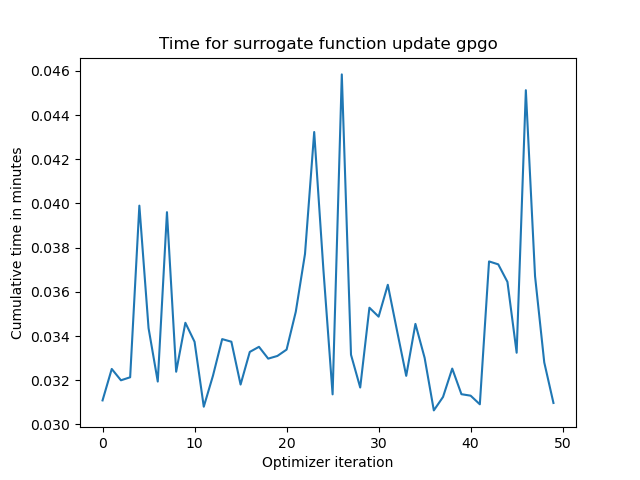 Time for surrogate function update gpgo
Cumulative time in minutes
0.046
0.044
0.042
0.040
0.038
0.036
0.034
0.032
0.030
0 10 20 30 40 50
Optimizer iteration